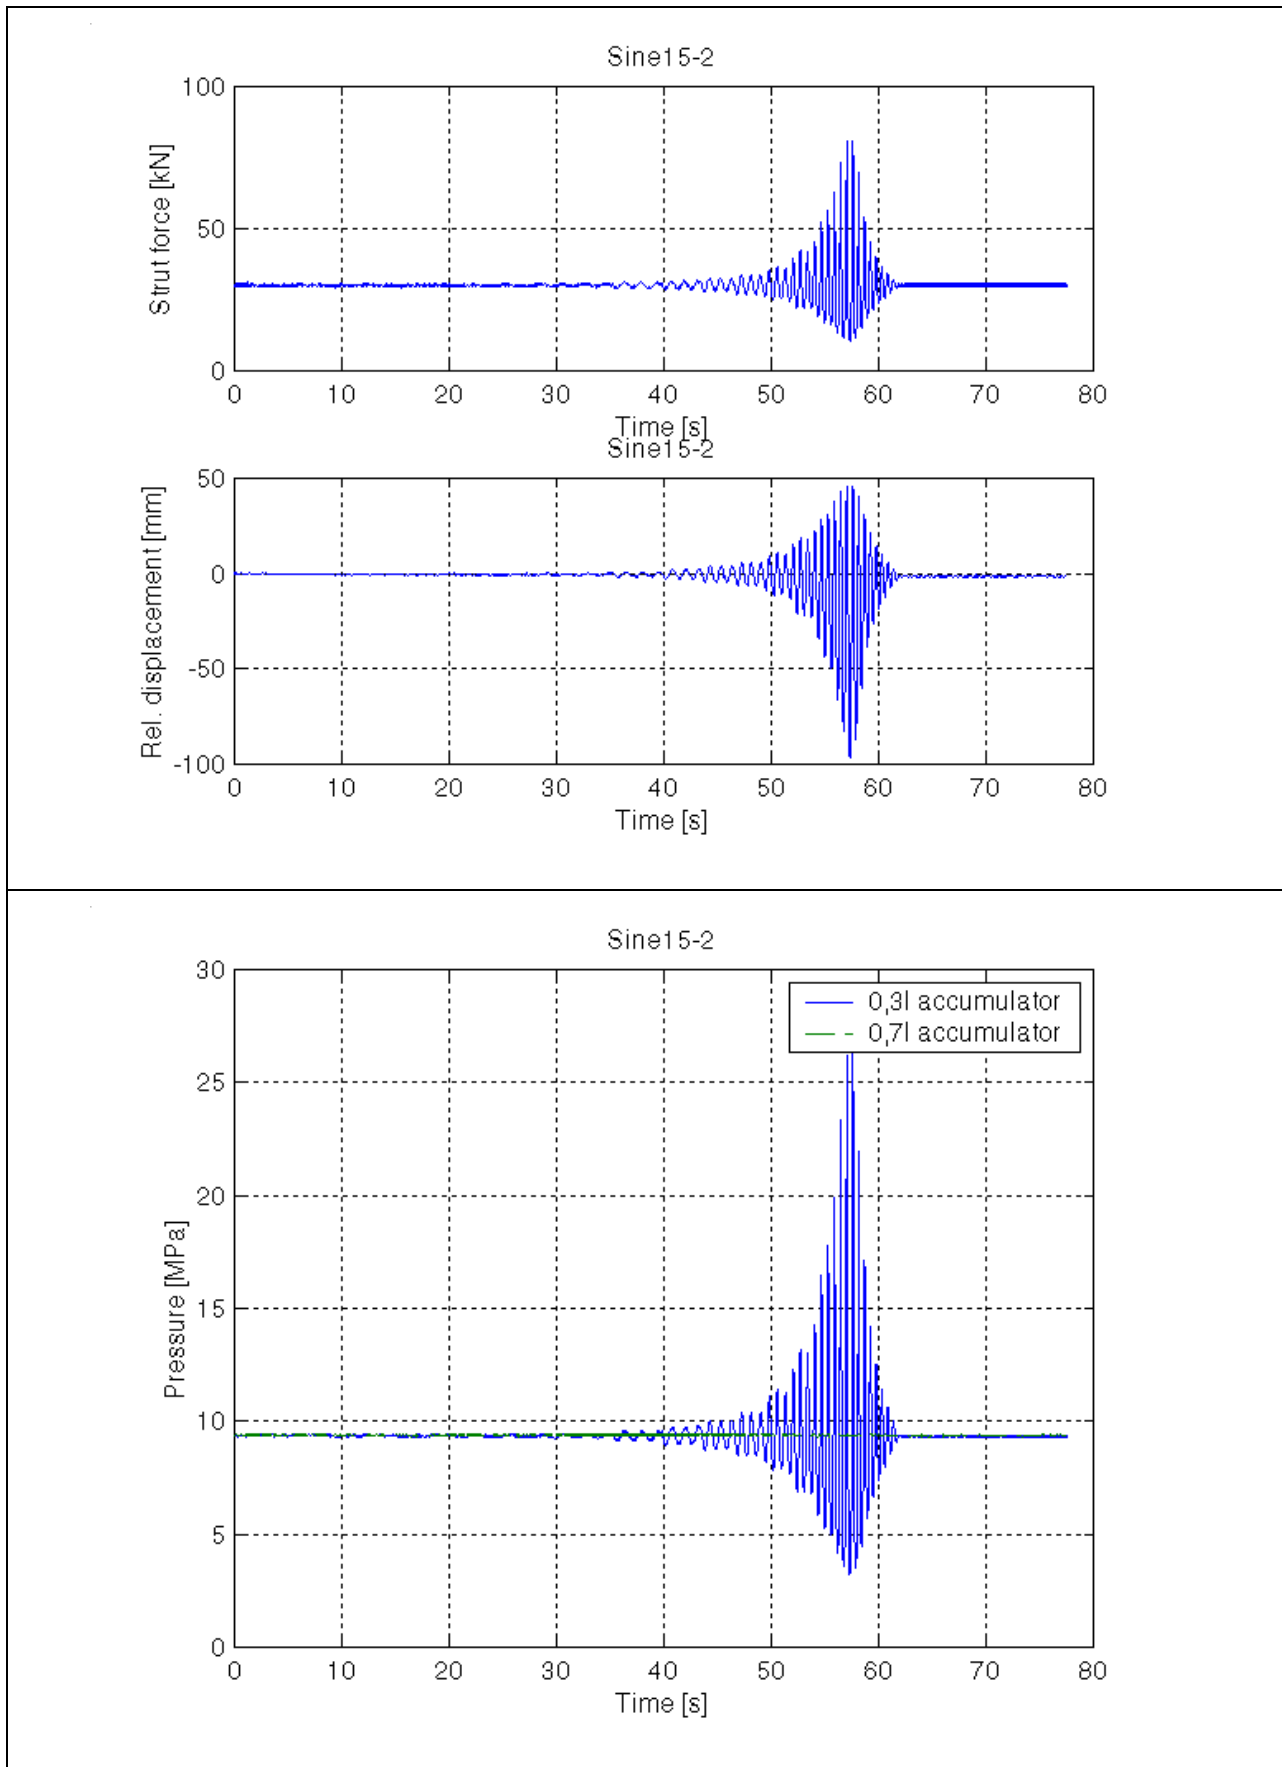 Sine15-2
100
50
0
Strut force [kN]
0 10 20 30 40 50 60 70 80
Time [s]
Sine15-2
50
0
-50
-100
Rel. displacement [mm]
0 10 20 30 40 50 60 70 80
Time [s]
Sine15-2
30
25
20
15
10
5
0
Pressure [MPa]
0,3l accumulator
0,7l accumulator
0 10 20 30 40 50 60 70 80
Time [s]